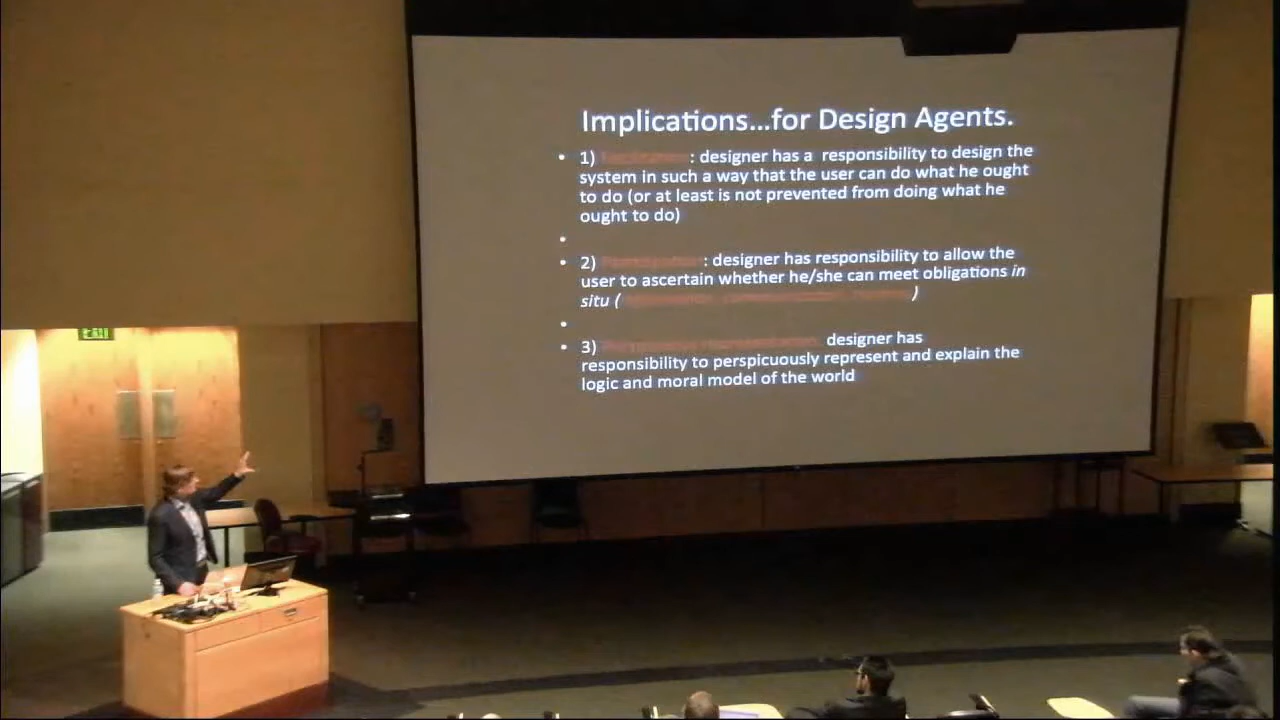 Implications...for Design Agents.
• 1) : designer has a responsibility to design the
system in such a way that the user can do what he ought
to do (or at least is not prevented from doing what he
ought to do)
•
• 2) : designer has responsibility to allow the
user to ascertain whether he/she can meet obligations in
situ ( )
•
• 3) designer has
responsibility to perspicuously represent and explain the
logic and moral model of the world
EXIT